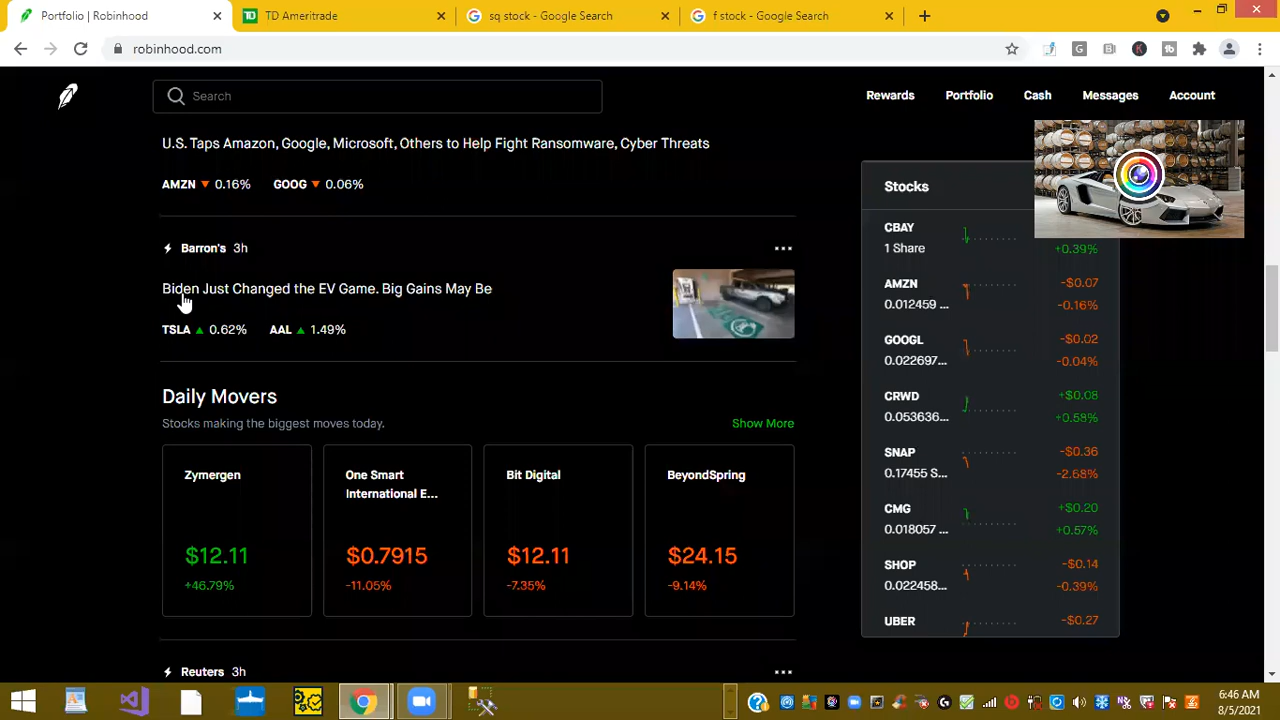 Portfolio | Robinhood
TD Ameritrade
sq stock - Google Search
f stock - Google Search
robinhood.com
Search
Rewards
Portfolio
Cash
Messages
Account
U.S. Taps Amazon, Google, Microsoft, Others to Help Fight Ransomware, Cyber Threats
AMZN 0.16% GOOG 0.06%
Barron's 3h
Biden Just Changed the EV Game. Big Gains May Be
TSLA 0.62% AAL 1.49%
Daily Movers
Stocks making the biggest moves today.
Show More
Zymergen
$12.11
+46.79%
One Smart
International E...
$0.7915
-11.05%
Bit Digital
$12.11
-7.35%
BeyondSpring
$24.15
-9.14%
Reuters 3h
Stocks
CBAY
1 Share
+0.39%
AMZN
-$0.07
0.012459 ...
-0.16%
GOOGL
-$0.02
0.022697...
-0.04%
CRWD
+$0.08
0.053636...
+0.58%
SNAP
-$0.36
0.17455 S...
-2.68%
CMG
+$0.20
0.018057 ...
+0.57%
SHOP
-$0.14
0.022458...
-0.39%
UBER
-$0.27
6:46 AM
8/5/2021